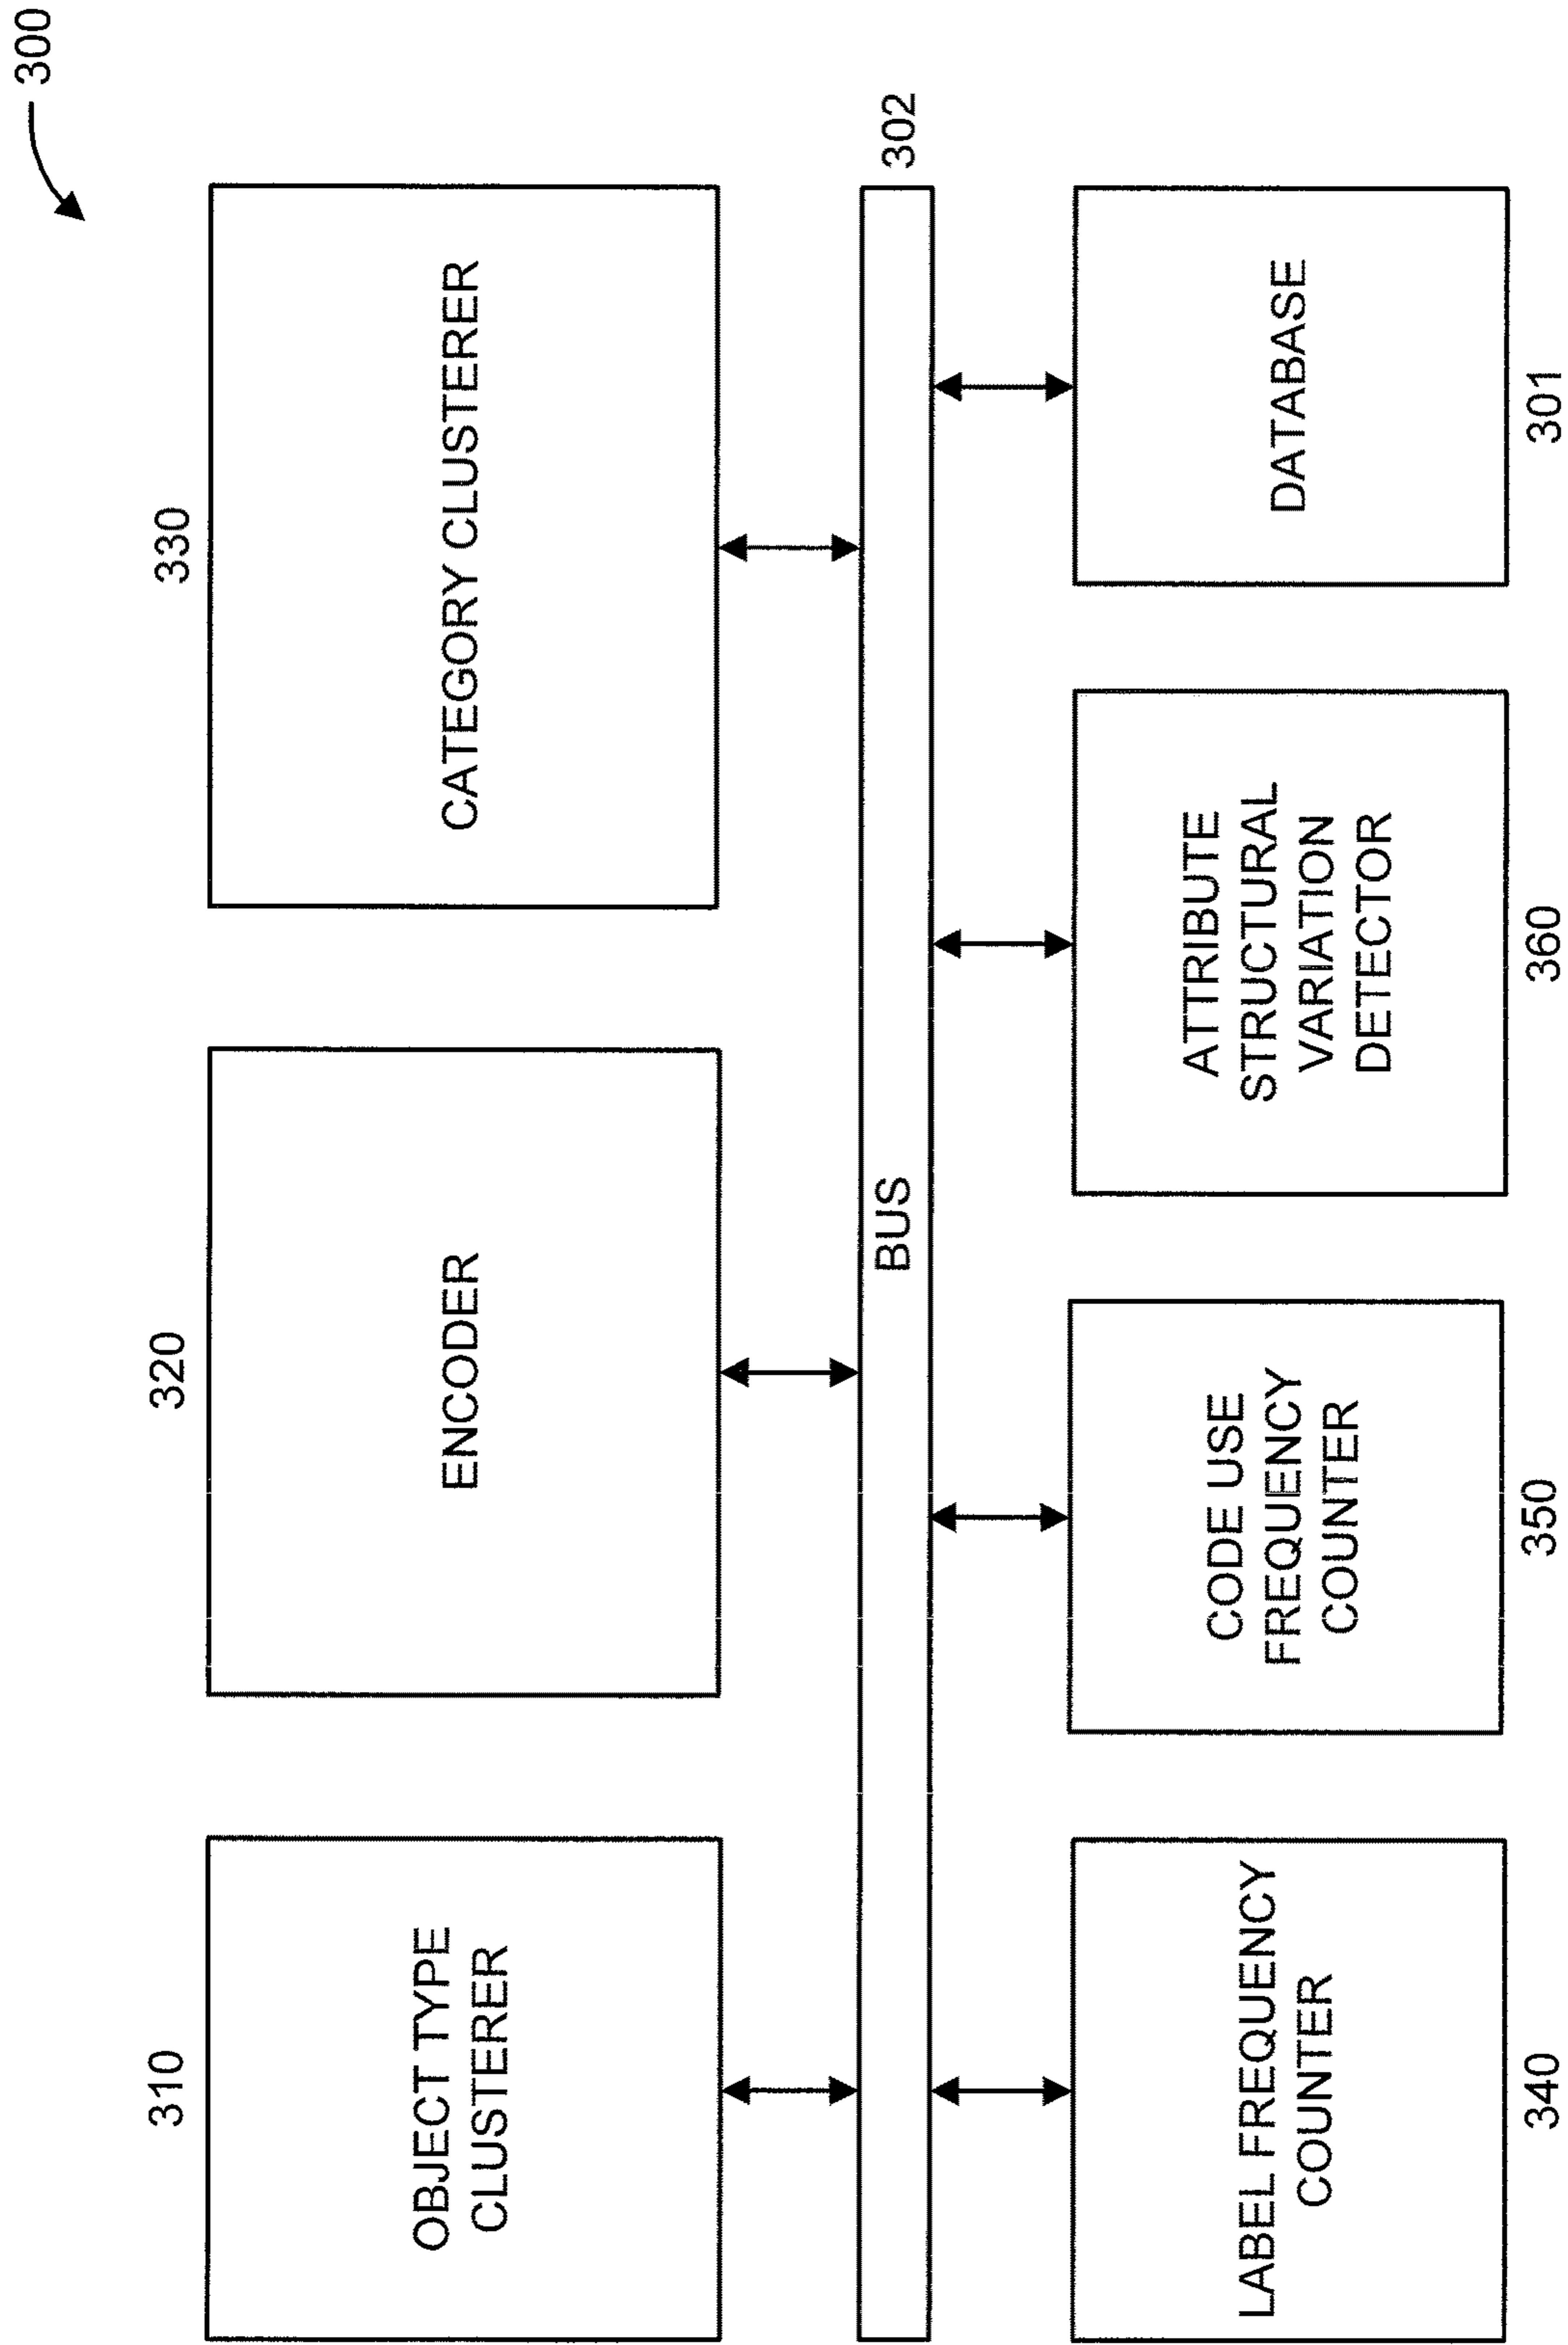 300
310
320
330
OBJECT TYPE
CLUSTERER
ENCODER
CATEGORY CLUSTERER
BUS
302
LABEL FREQUENCY
COUNTER
CODE USE
FREQUENCY
COUNTER
ATTRIBUTE
STRUCTURAL
VARIATION
DETECTOR
DATABASE
340
350
360
301